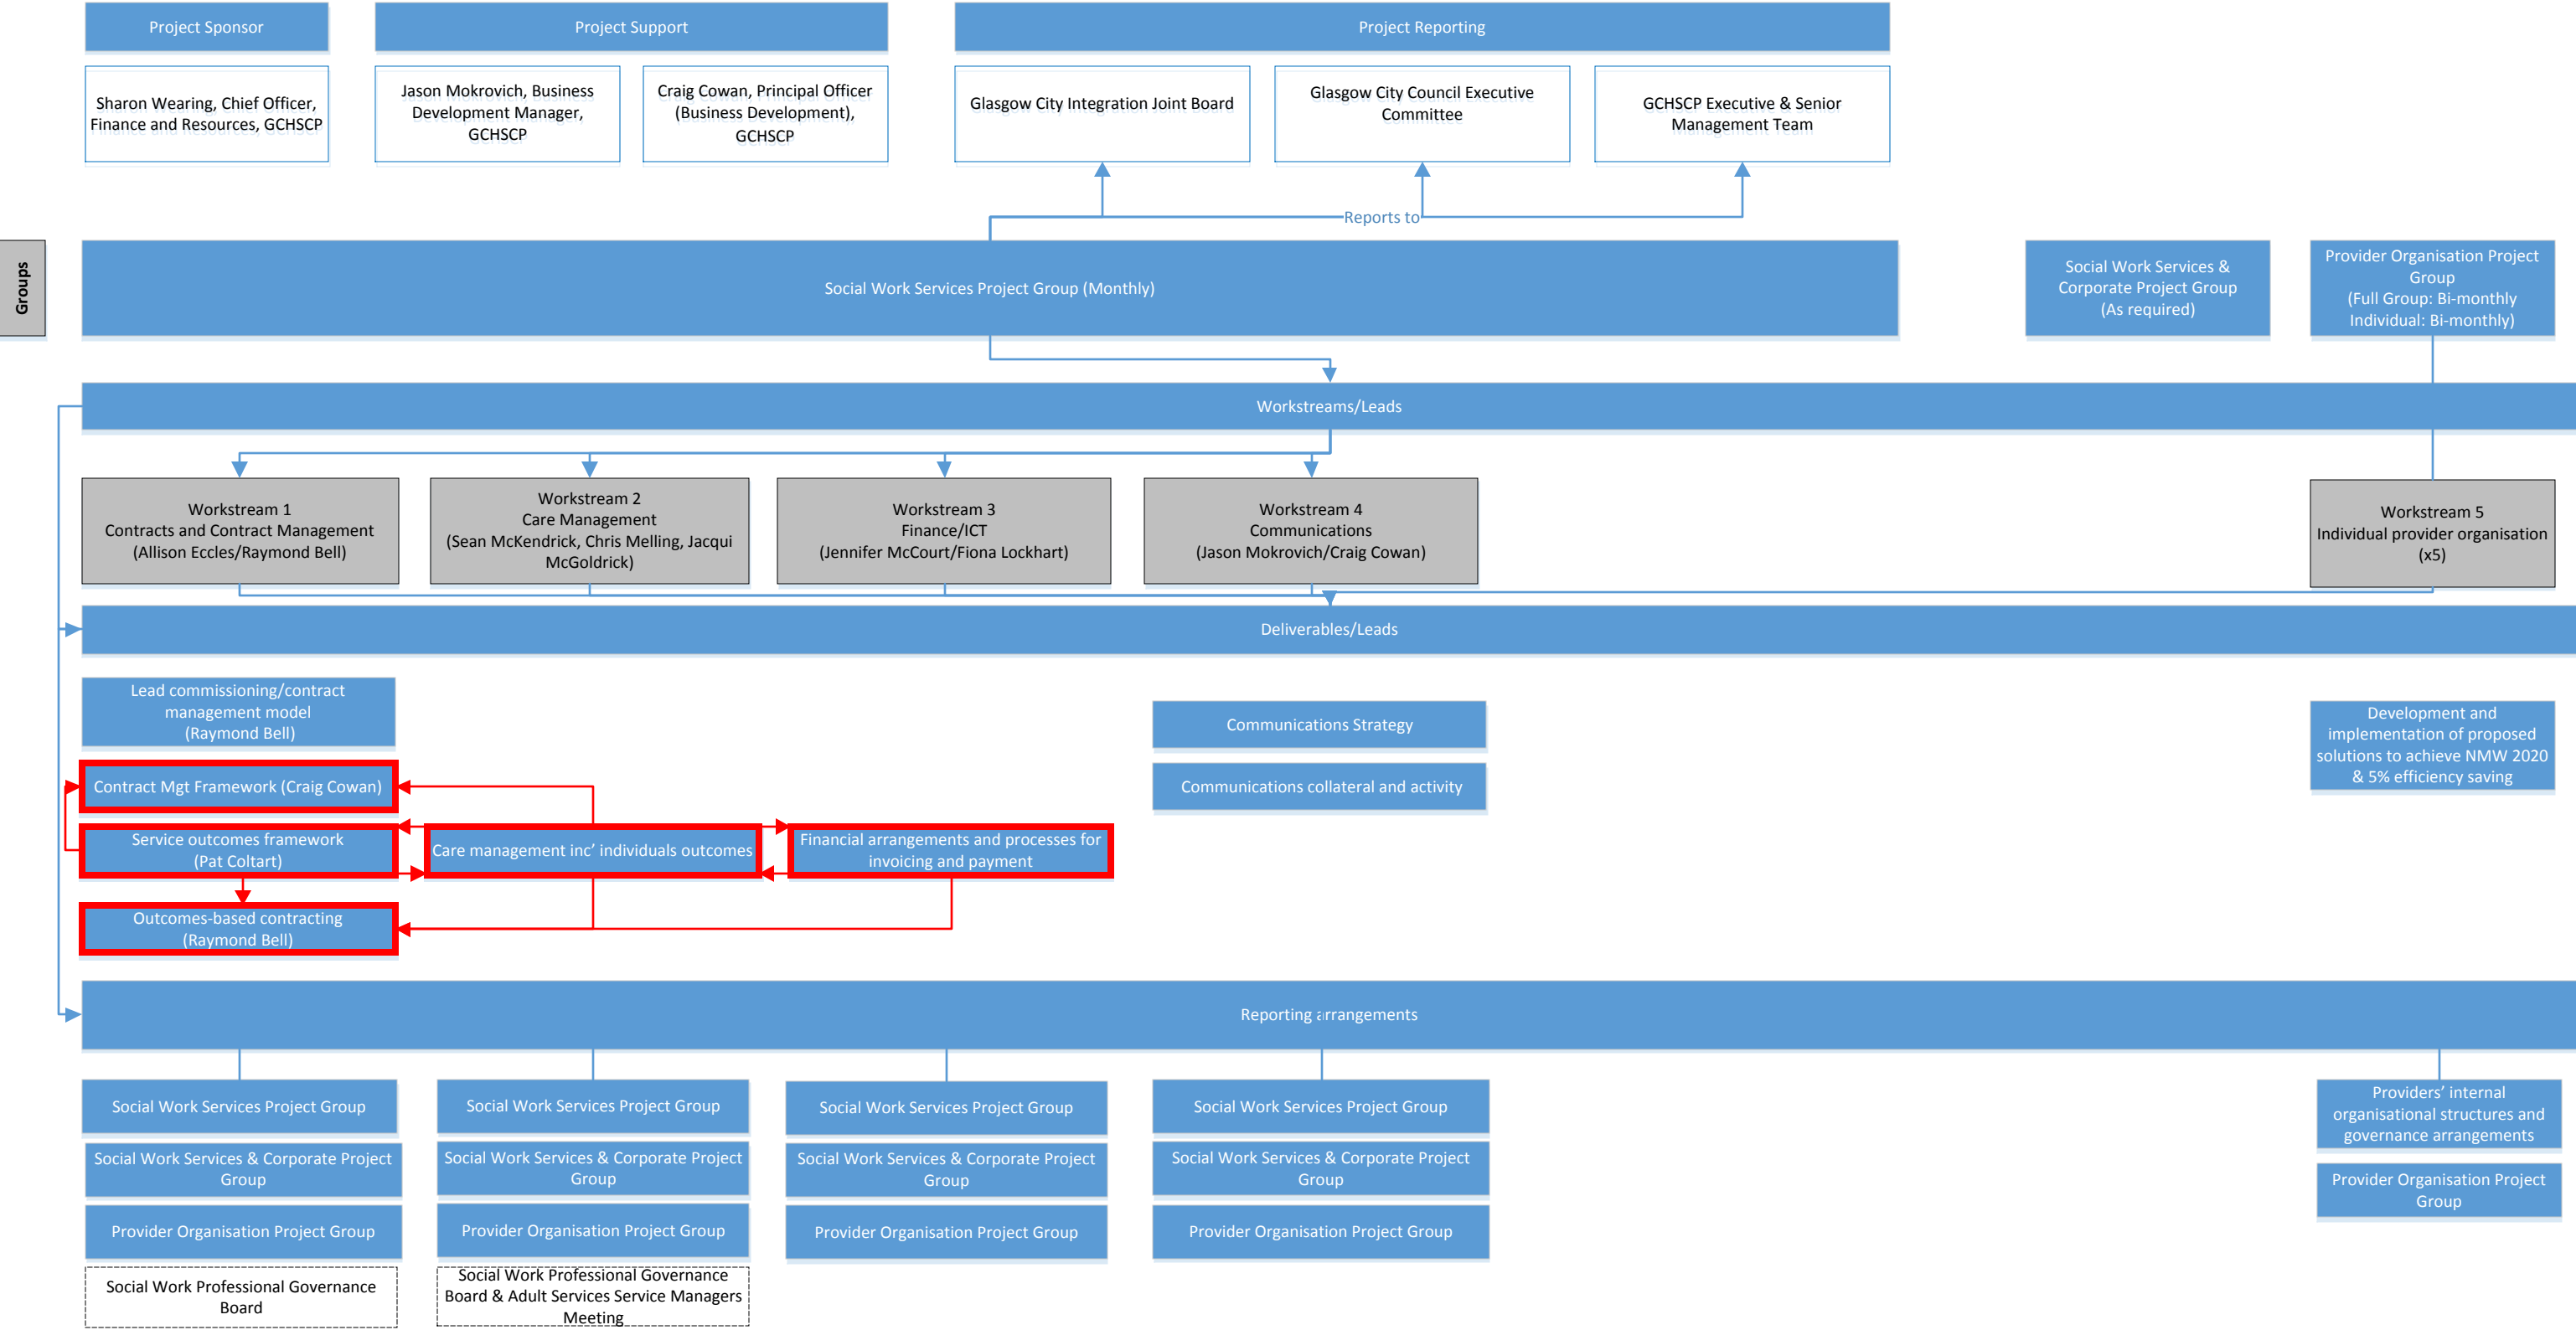 Project Sponsor
Project Support
Project Reporting
Sharon Wearing, Chief Officer,
Finance and Resources, GCHSCP
Jason Mokrovich, Business
Development Manager,
GCHSCP
Craig Cowan, Principal Officer
(Business Development),
GCHSCP
Glasgow City Integration Joint Board
Glasgow City Council Executive
Committee
GCHSCP Executive & Senior
Management Team
Reports to
Groups
Social Work Services Project Group (Monthly)
Social Work Services &
Corporate Project Group
(As required)
Provider Organisation Project
Group
(Full Group: Bi-monthly
Individual: Bi-monthly)
Workstreams/Leads
Workstream 1
Contracts and Contract Management
(Allison Eccles/Raymond Bell)
Workstream 2
Care Management
(Sean McKendrick, Chris Melling, Jacqui
McGoldrick)
Workstream 3
Finance/ICT
(Jennifer McCourt/Fiona Lockhart)
Workstream 4
Communications
(Jason Mokrovich/Craig Cowan)
Workstream 5
Individual provider organisation
(x5)
Deliverables/Leads
Lead commissioning/contract
management model
(Raymond Bell)
Communications Strategy
Development and
implementation of proposed
solutions to achieve NMW 2020
& 5% efficiency saving
Contract Mgt Framework (Craig Cowan)
Communications collateral and activity
Service outcomes framework
(Pat Coltart)
Care management inc’ individuals outcomes
Financial arrangements and processes for
invoicing and payment
Outcomes-based contracting
(Raymond Bell)
Reporting arrangements
Social Work Services Project Group
Social Work Services & Corporate Project
Group
Provider Organisation Project Group
Social Work Professional Governance
Board
Social Work Services Project Group
Social Work Services & Corporate Project
Group
Provider Organisation Project Group
Social Work Professional Governance
Board & Adult Services Service Managers
Meeting
Social Work Services Project Group
Social Work Services & Corporate Project
Group
Provider Organisation Project Group
Social Work Services Project Group
Social Work Services & Corporate Project
Group
Provider Organisation Project Group
Providers’ internal
organisational structures and
governance arrangements
Provider Organisation Project
Group